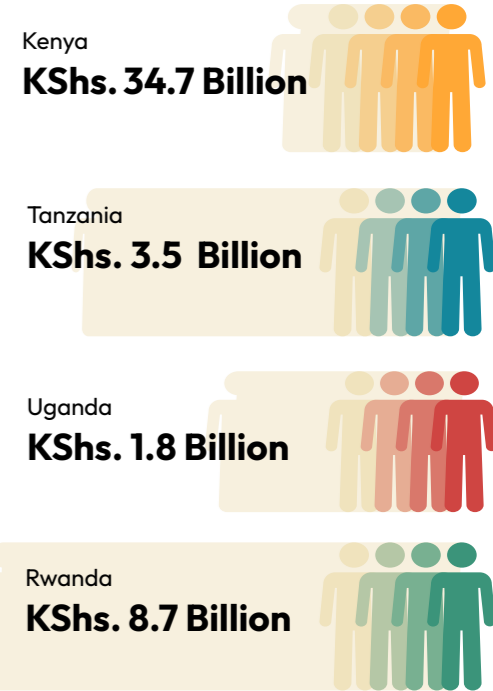 Kenya
KShs. 34.7 Billion
Tanzania
KShs. 3.5 Billion
Uganda
KShs. 1.8 Billion
Rwanda
KShs. 8.7 Billion